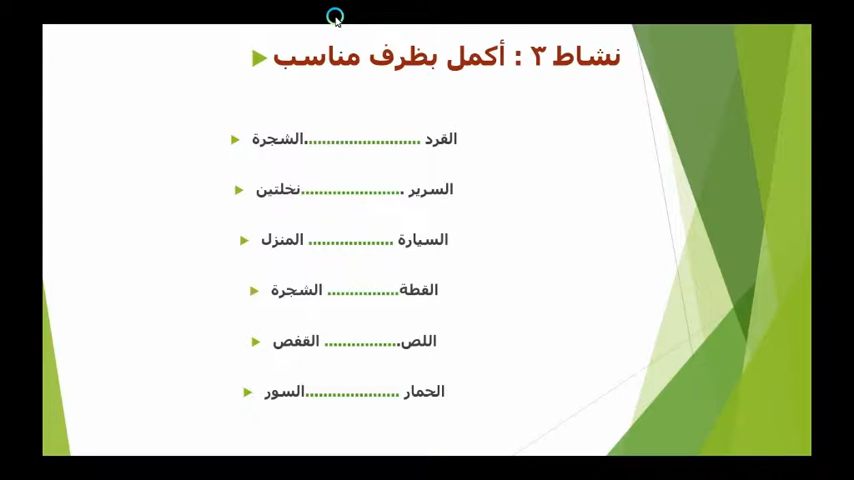 نشاط ٣ : أكمل بظرف مناسب
القرد .........................الشجرة
السرير .......................نخلتين
السيارة ................... المنزل
القطة................ الشجرة
اللص................. القفص
الحمار .....................السور